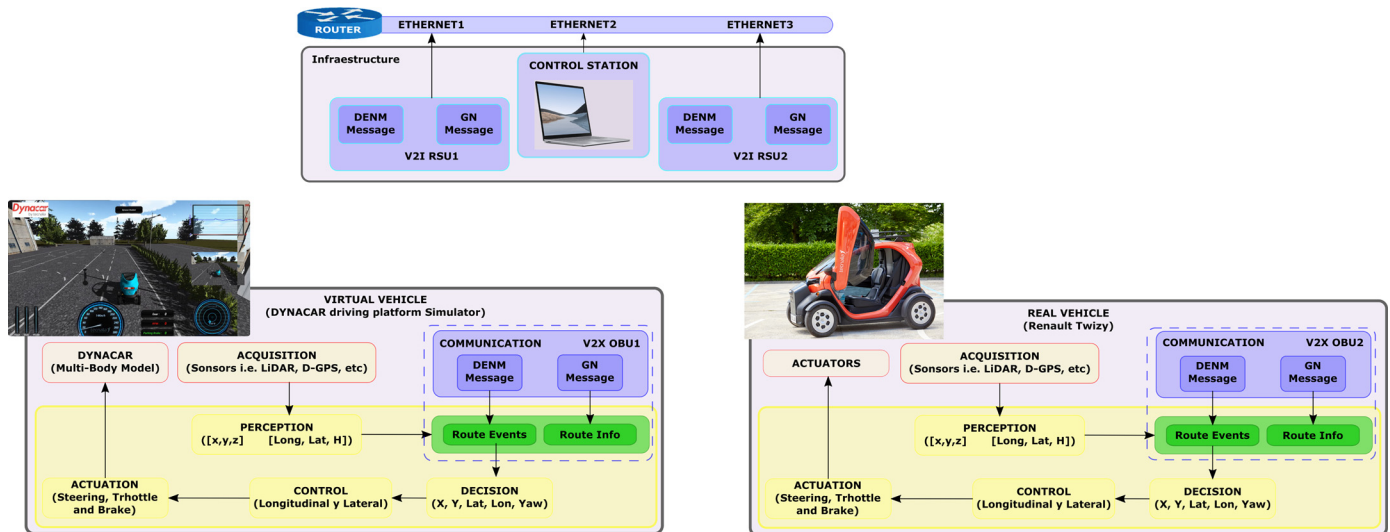 ROUTER
ETHERNET1
ETHERNET2
ETHERNET3
Infraestructure
CONTROL STATION
DENM
Message
GN
Message
V2I RSU1
DENM
Message
GN
Message
V2I RSU2
Dynacar
VIRTUAL VEHICLE
(DYNACAR driving platform Simulator)
DYNACAR
(Multi-Body Model)
ACQUISITION
(Sonsors i.e. LiDAR, D-GPS, etc)
COMMUNICATION V2X OBU1
DENM
Message
GN
Message
PERCEPTION
([x,y,z] [Long, Lat, H])
Route Events
Route Info
ACTUATION
(Steering, Trhottle
and Brake)
CONTROL
(Longitudinal y Lateral)
DECISION
(X, Y, Lat, Lon, Yaw)
REAL VEHICLE
(Renault Twizy)
ACTUATORS
ACQUISITION
(Sonsors i.e. LiDAR, D-GPS, etc)
COMMUNICATION V2X OBU2
DENM
Message
GN
Message
PERCEPTION
([x,y,z] [Long, Lat, H])
Route Events
Route Info
ACTUATION
(Steering, Trhottle
and Brake)
CONTROL
(Longitudinal y Lateral)
DECISION
(X, Y, Lat, Lon, Yaw)